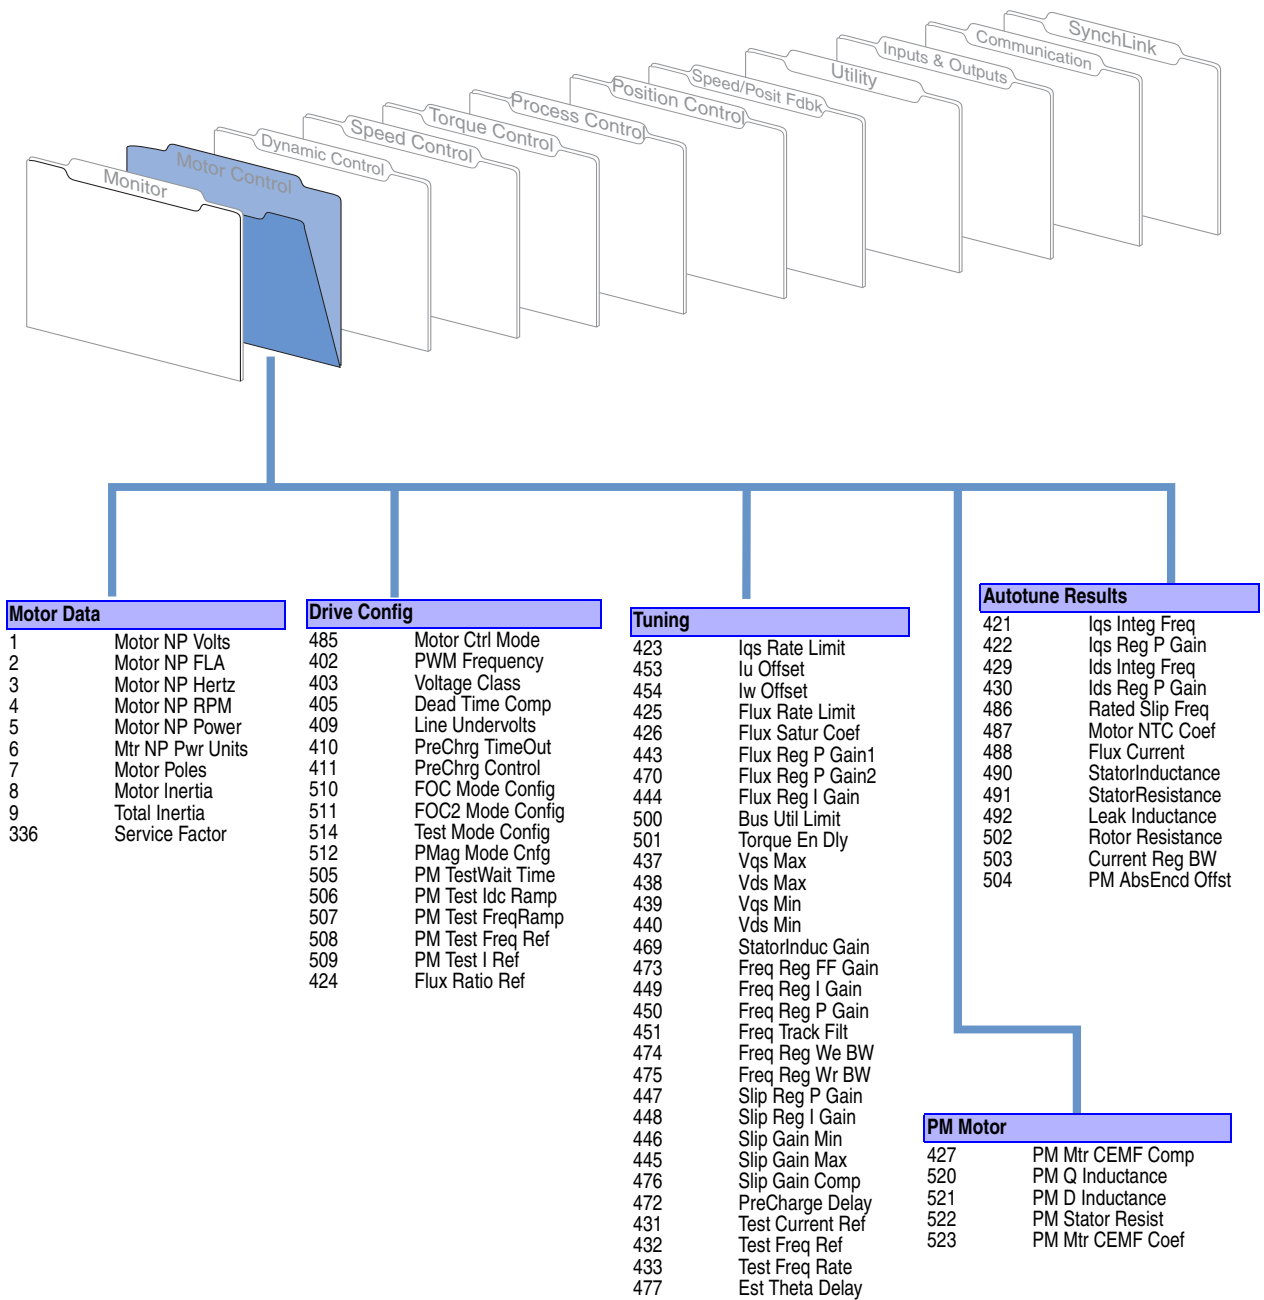 Monitor
Motor Control
Dynamic Control
Speed Control
Torque Control
Process Control
Position Control
Speed/Posit Fdbk
Utility
Inputs & Outputs
Communication
SynchLink
Motor Data
1 Motor NP Volts
2 Motor NP FLA
3 Motor NP Hertz
4 Motor NP RPM
5 Motor NP Power
6 Mtr NP Pwr Units
7 Motor Poles
8 Motor Inertia
9 Total Inertia
336 Service Factor
Drive Config
485 Motor Ctrl Mode
402 PWM Frequency
403 Voltage Class
405 Dead Time Comp
409 Line Undervolts
410 PreChrg TimeOut
411 PreChrg Control
510 FOC Mode Config
511 FOC2 Mode Config
514 Test Mode Config
512 PMag Mode Cnfg
505 PM TestWait Time
506 PM Test Idc Ramp
507 PM Test FreqRamp
508 PM Test Freq Ref
509 PM Test I Ref
424 Flux Ratio Ref
Tuning
423 Iqs Rate Limit
453 Iu Offset
454 Iw Offset
425 Flux Rate Limit
426 Flux Satur Coef
443 Flux Reg P Gain1
470 Flux Reg P Gain2
444 Flux Reg I Gain
500 Bus Util Limit
501 Torque En Dly
437 Vqs Max
438 Vds Max
439 Vqs Min
440 Vds Min
469 StatorInduc Gain
473 Freq Reg FF Gain
449 Freq Reg I Gain
450 Freq Reg P Gain
451 Freq Track Filt
474 Freq Reg We BW
475 Freq Reg Wr BW
447 Slip Reg P Gain
448 Slip Reg I Gain
446 Slip Gain Min
445 Slip Gain Max
476 Slip Gain Comp
472 PreCharge Delay
431 Test Current Ref
432 Test Freq Ref
433 Test Freq Rate
477 Est Theta Delay
Autotune Results
421 Iqs Integ Freq
422 Iqs Reg P Gain
429 Ids Integ Freq
430 Ids Reg P Gain
486 Rated Slip Freq
487 Motor NTC Coef
488 Flux Current
490 StatorInductance
491 StatorResistance
492 Leak Inductance
502 Rotor Resistance
503 Current Reg BW
504 PM AbsEncd Offst
PM Motor
427 PM Mtr CEMF Comp
520 PM Q Inductance
521 PM D Inductance
522 PM Stator Resist
523 PM Mtr CEMF Coef